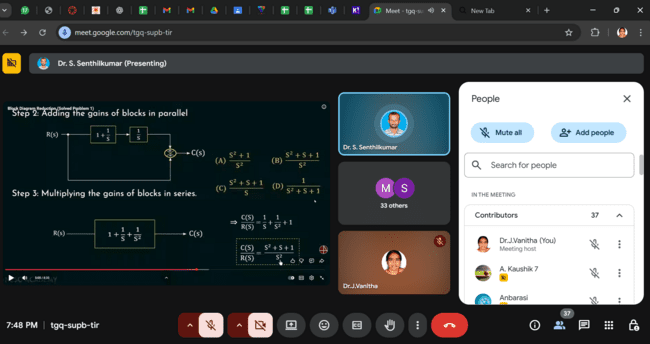 Meet - tgq-sup
New Tab
meet.google.com/tgq-supb-tir
Dr. S. Senthilkumar (Presenting)
Block Diagram Reduction (Solved Problem 1)
Step 2: Adding the gains of blocks in parallel
R(s)
1 + 1/S
1/S
C(s)
(A) S² + 1 / S²
(B) S² + S + 1 / S²
(C) S² + S + 1 / S
(D) 1 / S² + S + 1
Step 3: Multiplying the gains of blocks in series.
R(s)
1 + 1/S + 1/S²
C(s)
⇒ C(S)/R(S) = 1/S + 1/S² + 1
C(S)/R(S) = S² + S + 1 / S²
Dr. S. Senthilkumar
M S
33 others
Dr.J.Vanitha
People
Mute all
Add people
Search for people
IN THE MEETING
Contributors 37
Dr.J.Vanitha (You)
Meeting host
A. Kaushik 7
Anbarasi
7:48 PM | tgq-supb-tir
37